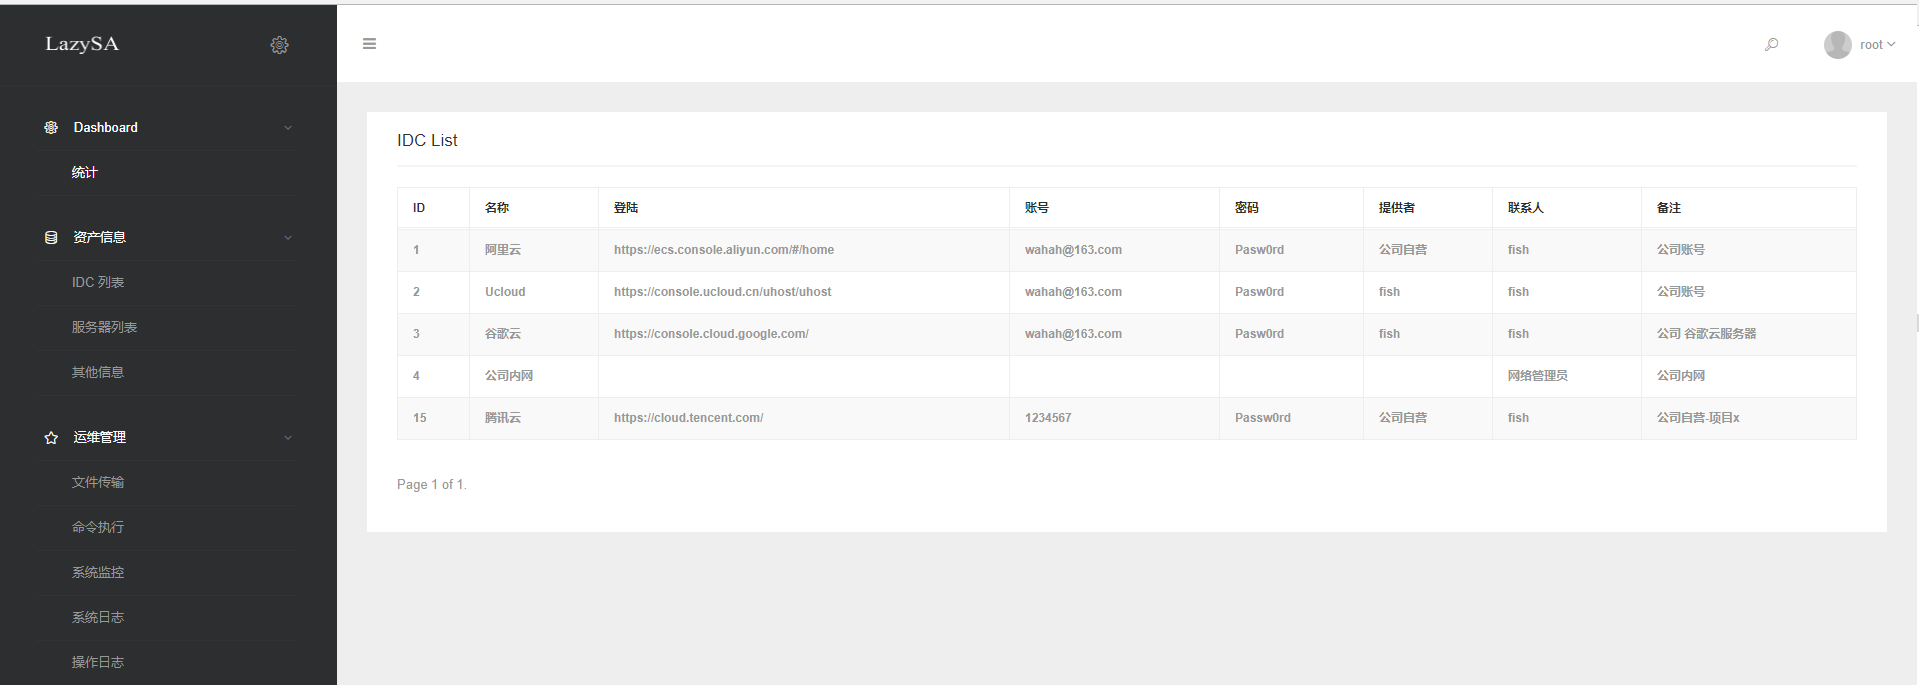 LazySA
root
Dashboard
统计
资产信息
IDC 列表
服务器列表
其他信息
运维管理
文件传输
命令执行
系统监控
系统日志
操作日志
IDC List
ID 名称 登陆 账号 密码 提供者 联系人 备注
1 阿里云 https://ecs.console.aliyun.com/#/home wahah@163.com Pasw0rd 公司自营 fish 公司账号
2 Ucloud https://console.ucloud.cn/uhost/uhost wahah@163.com Pasw0rd fish fish 公司账号
3 谷歌云 https://console.cloud.google.com/ wahah@163.com Pasw0rd fish fish 公司 谷歌云服务器
4 公司内网 网络管理员 公司内网
15 腾讯云 https://cloud.tencent.com/ 1234567 Passw0rd 公司自营 fish 公司自营-项目x
Page 1 of 1.